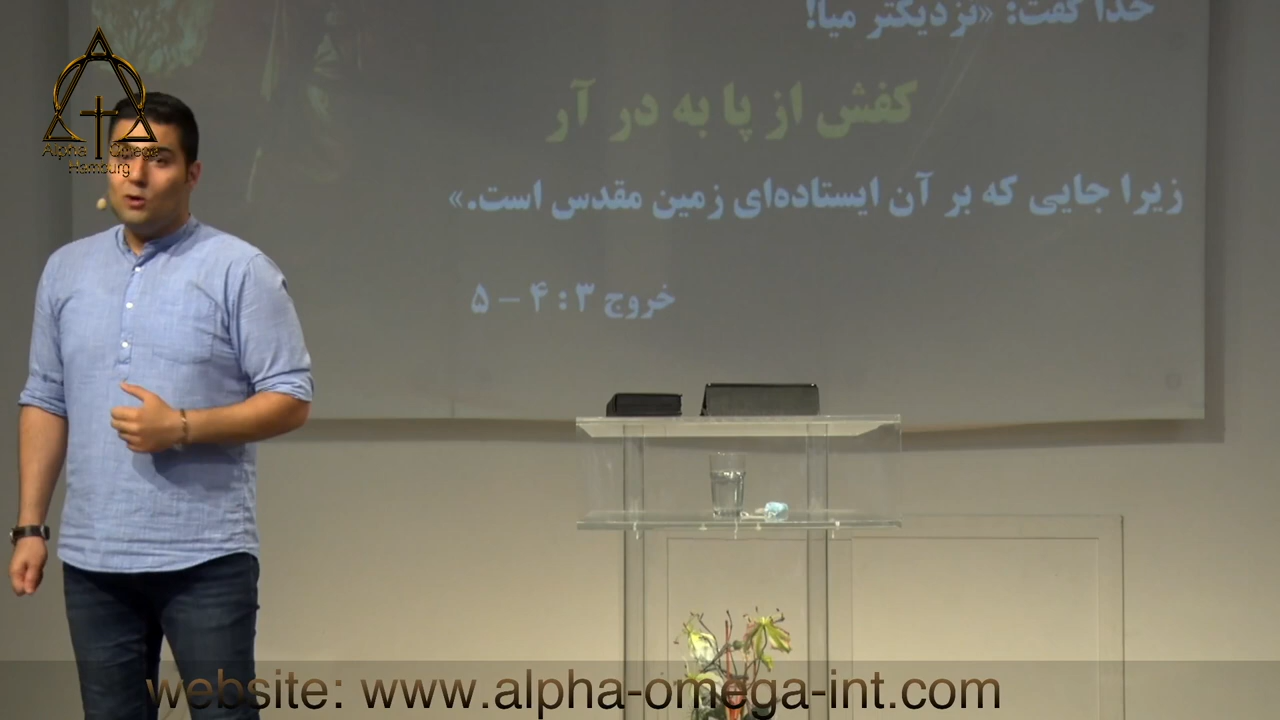 خدا گفت: «نزدیکتر میا!
کفش از پا به در آر
زیرا جایی که بر آن ایستاده‌ای زمین مقدس است.»
خروج ۳ : ۴ – ۵
Alpha Omega
Hamburg
website: www.alpha-omega-int.com